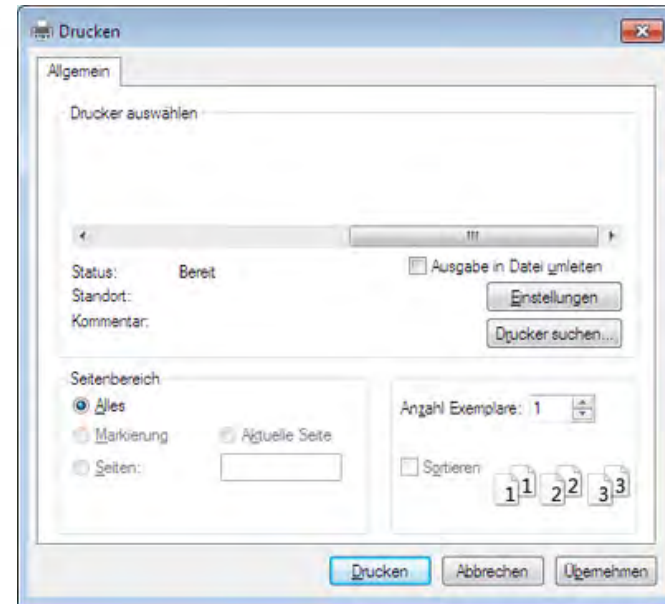 Drucken
Allgemein
Drucker auswählen
Status: Bereit
Ausgabe in Datei umleiten
Standort:
Einstellungen
Kommentar:
Drucker suchen...
Seitenbereich
Alles
Anzahl Exemplare: 1
Markierung Aktuelle Seite
Seiten:
Sortieren
1 1 2 2 3 3
Drucken Abbrechen Übernehmen